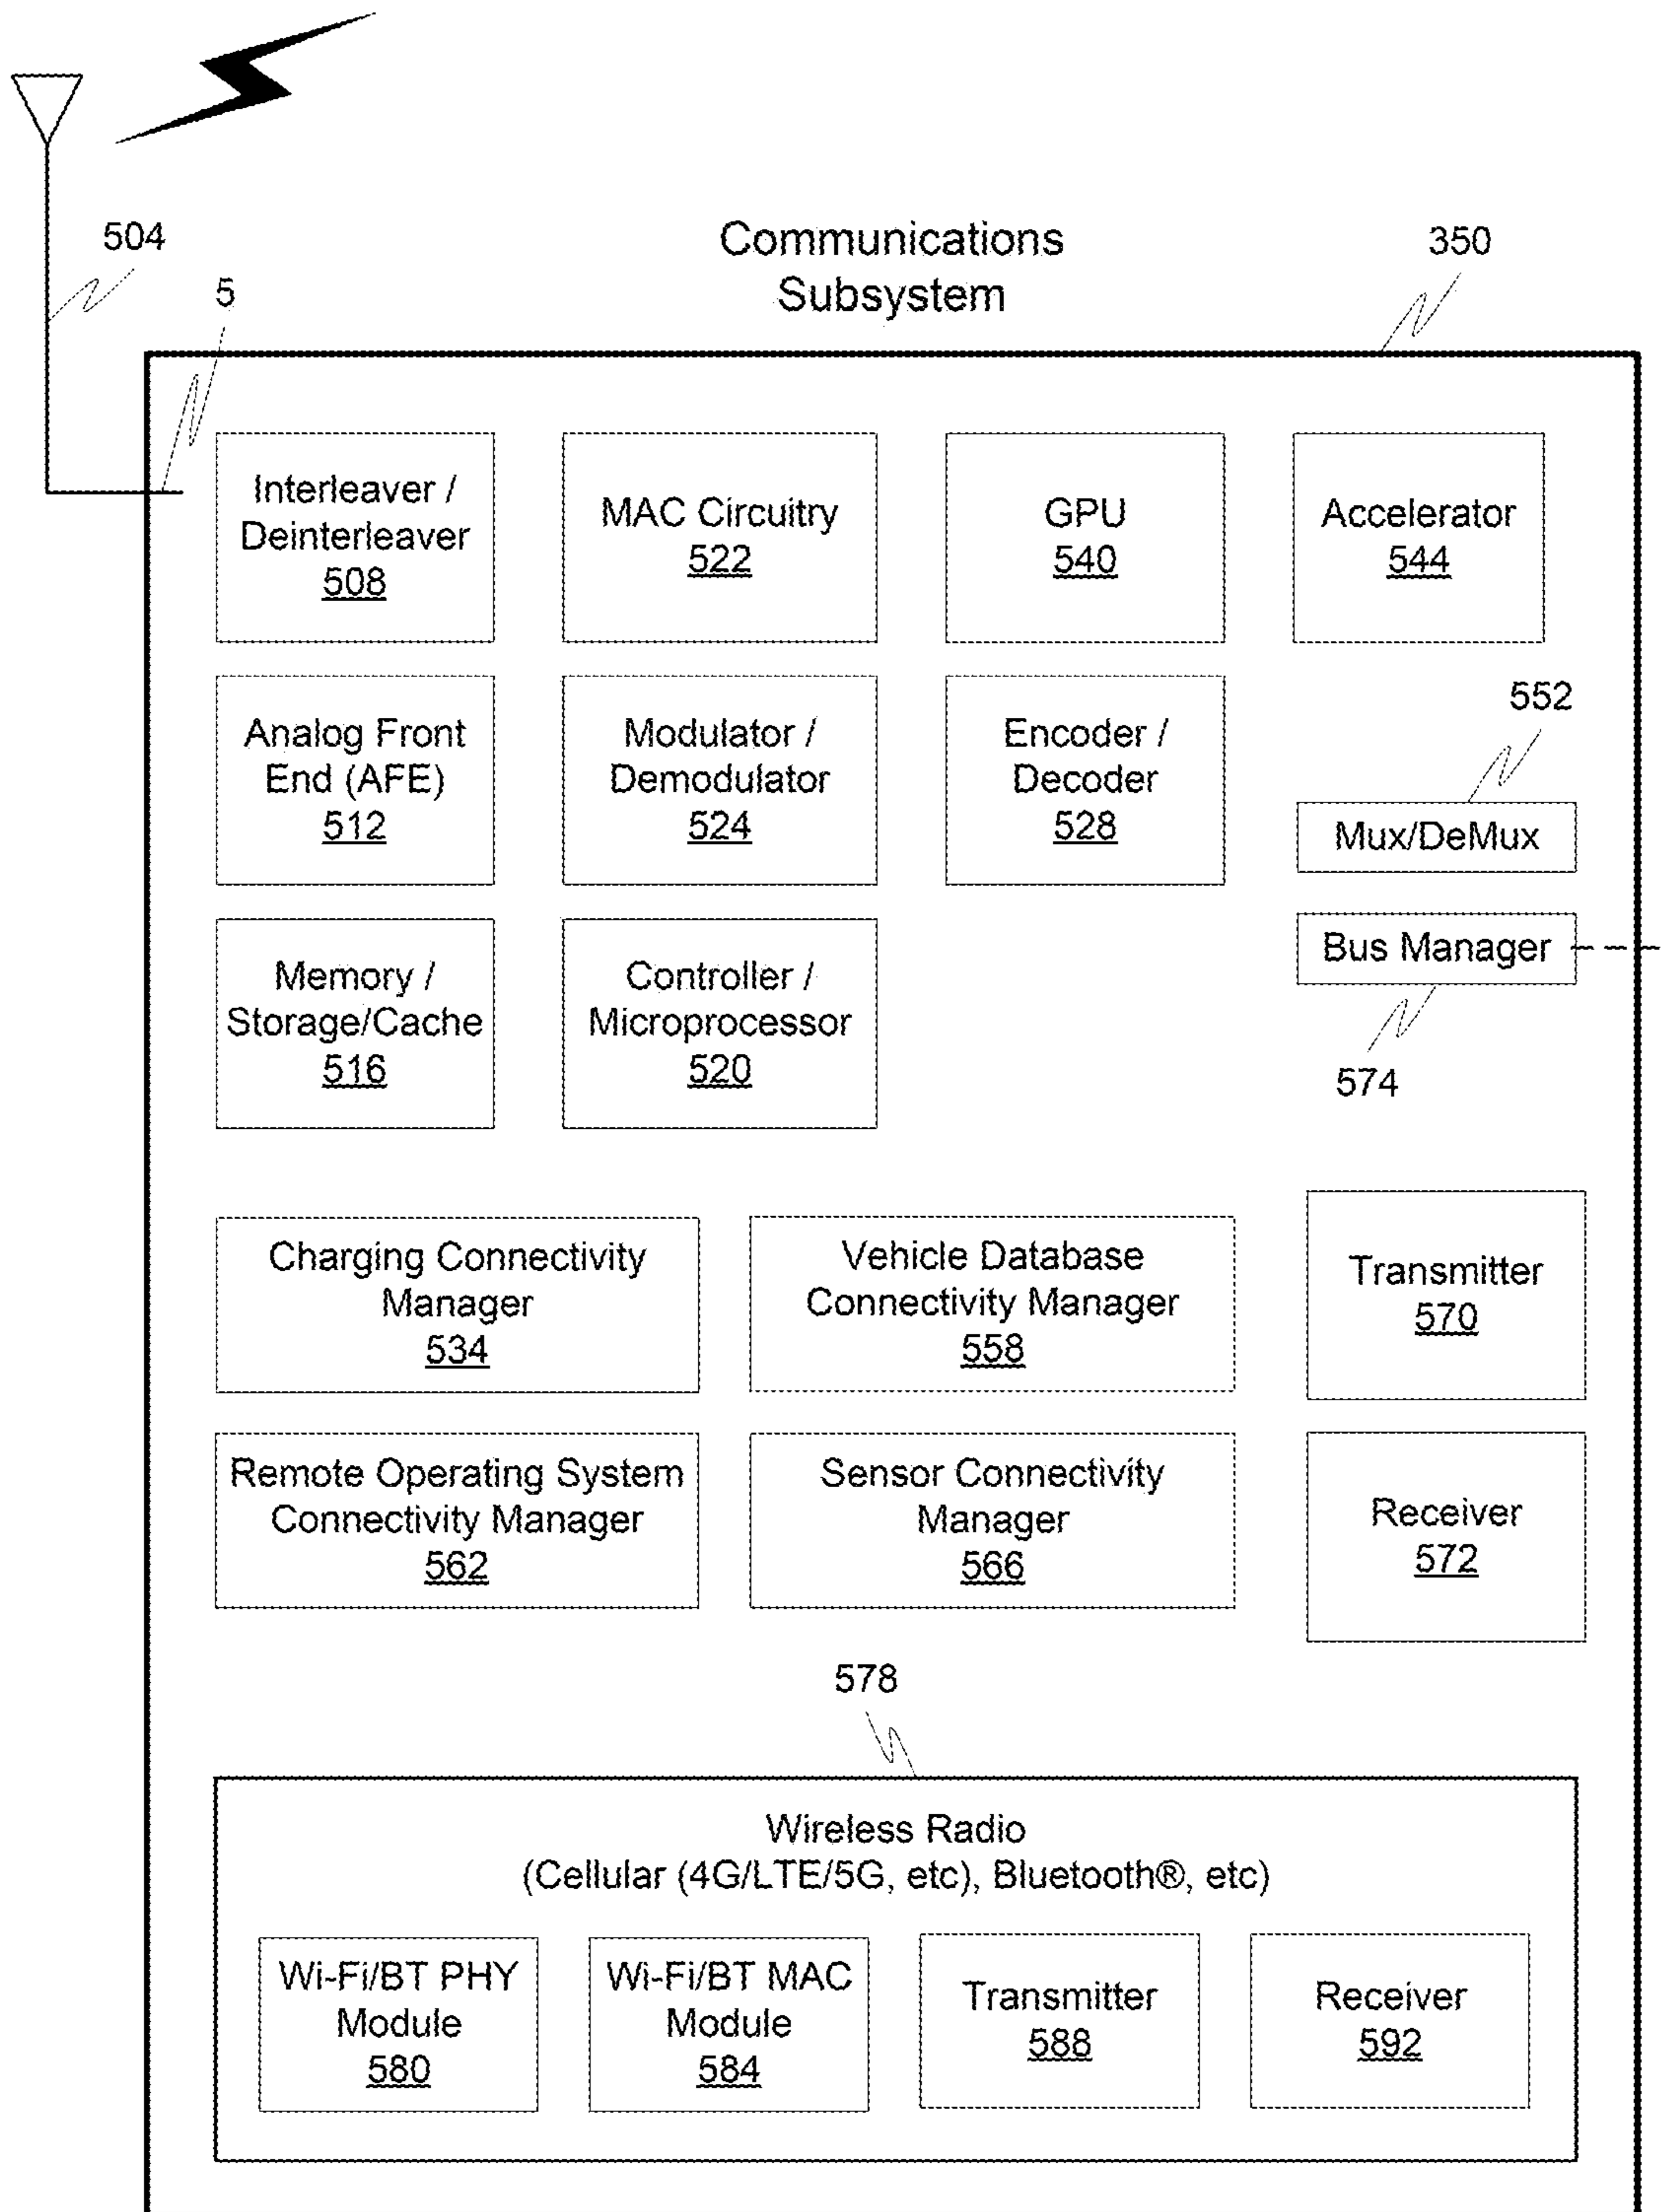 504
5
Communications
Subsystem
350
Interleaver /
Deinterleaver
508
MAC Circuitry
522
GPU
540
Accelerator
544
Analog Front
End (AFE)
512
Modulator /
Demodulator
524
Encoder /
Decoder
528
552
Mux/DeMux
Bus Manager
574
Memory /
Storage/Cache
516
Controller /
Microprocessor
520
Charging Connectivity
Manager
534
Vehicle Database
Connectivity Manager
558
Transmitter
570
Remote Operating System
Connectivity Manager
562
Sensor Connectivity
Manager
566
Receiver
572
578
Wireless Radio
(Cellular (4G/LTE/5G, etc), Bluetooth®, etc)
Wi-Fi/BT PHY
Module
580
Wi-Fi/BT MAC
Module
584
Transmitter
588
Receiver
592